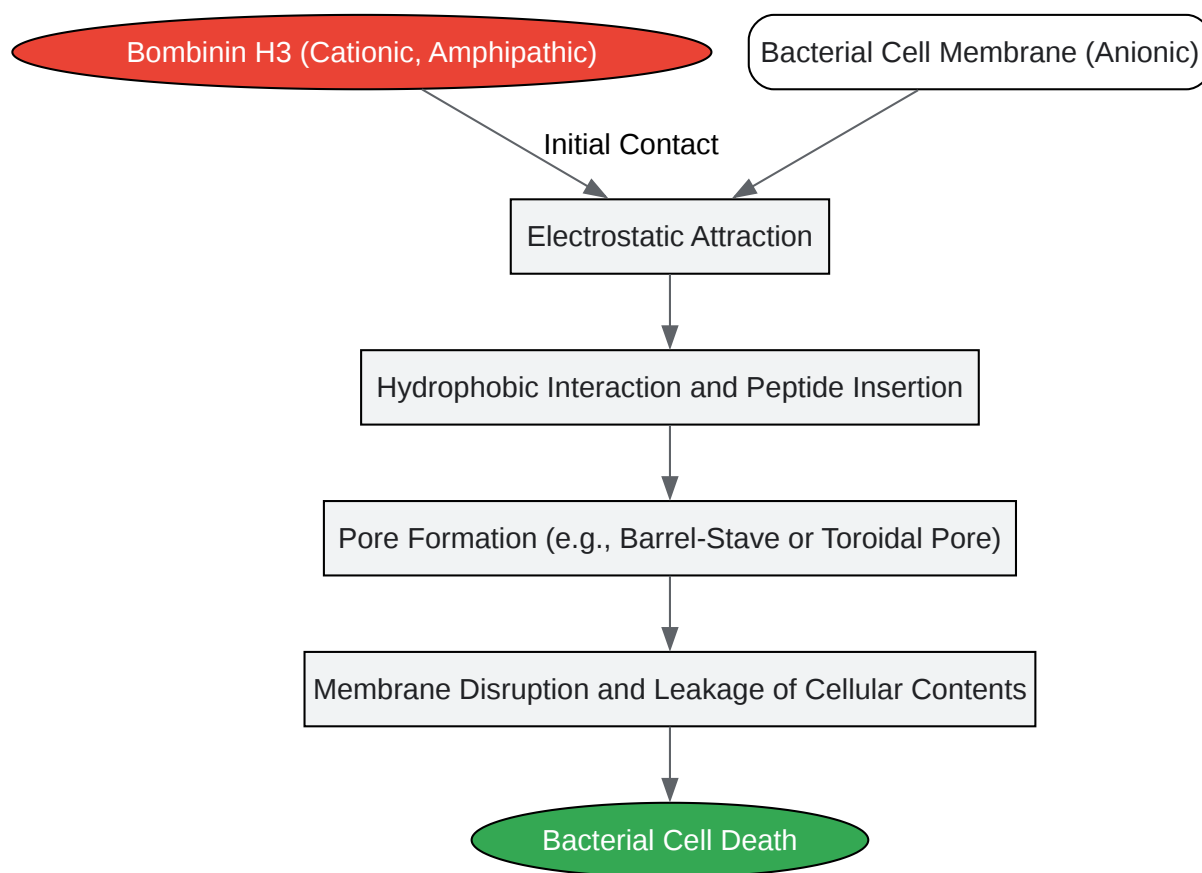 Bombinin H3 (Cationic, Amphipathic)
Bacterial Cell Membrane (Anionic)
Initial Contact
Electrostatic Attraction
Hydrophobic Interaction and Peptide Insertion
Pore Formation (e.g., Barrel-Stave or Toroidal Pore)
Membrane Disruption and Leakage of Cellular Contents
Bacterial Cell Death